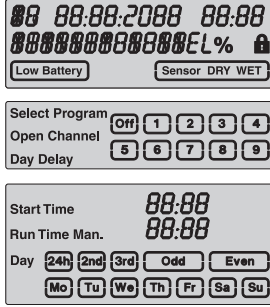 88 88:88:2088 88:88
88888888888EL%
Low Battery Sensor DRY WET
Select Program Off 1 2 3 4
Open Channel
Day Delay 5 6 7 8 9
Start Time 88:88
Run Time Man. 88:88
Day 24h 2nd 3rd Odd Even
Mo Tu We Th Fr Sa Su